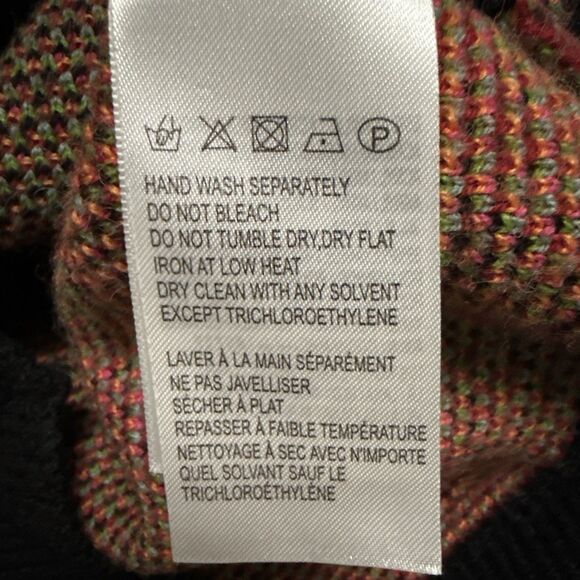 P
HAND WASH SEPARATELY
DO NOT BLEACH
DO NOT TUMBLE DRY,DRY FLAT
IRON AT LOW HEAT
DRY CLEAN WITH ANY SOLVENT
EXCEPT TRICHLOROETHYLENE
LAVER À LA MAIN SÉPARÉMENT
NE PAS JAVELLISER
SÉCHER À PLAT
REPASSER À FAIBLE TEMPÉRATURE
NETTOYAGE À SEC AVEC N'IMPORTE
QUEL SOLVANT SAUF LE
TRICHLOROÉTHYLÈNE